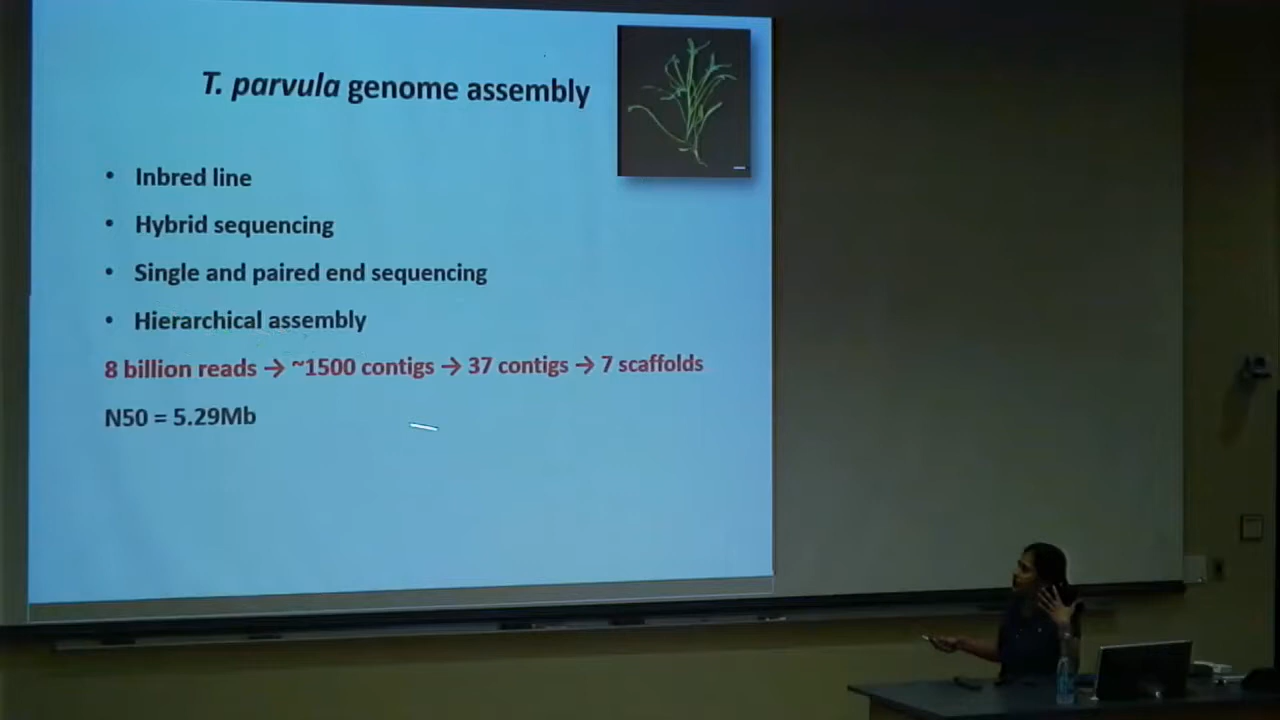 T. parvula genome assembly
• Inbred line
• Hybrid sequencing
• Single and paired end sequencing
• Hierarchical assembly
8 billion reads → ~1500 contigs → 37 contigs → 7 scaffolds
N50 = 5.29Mb